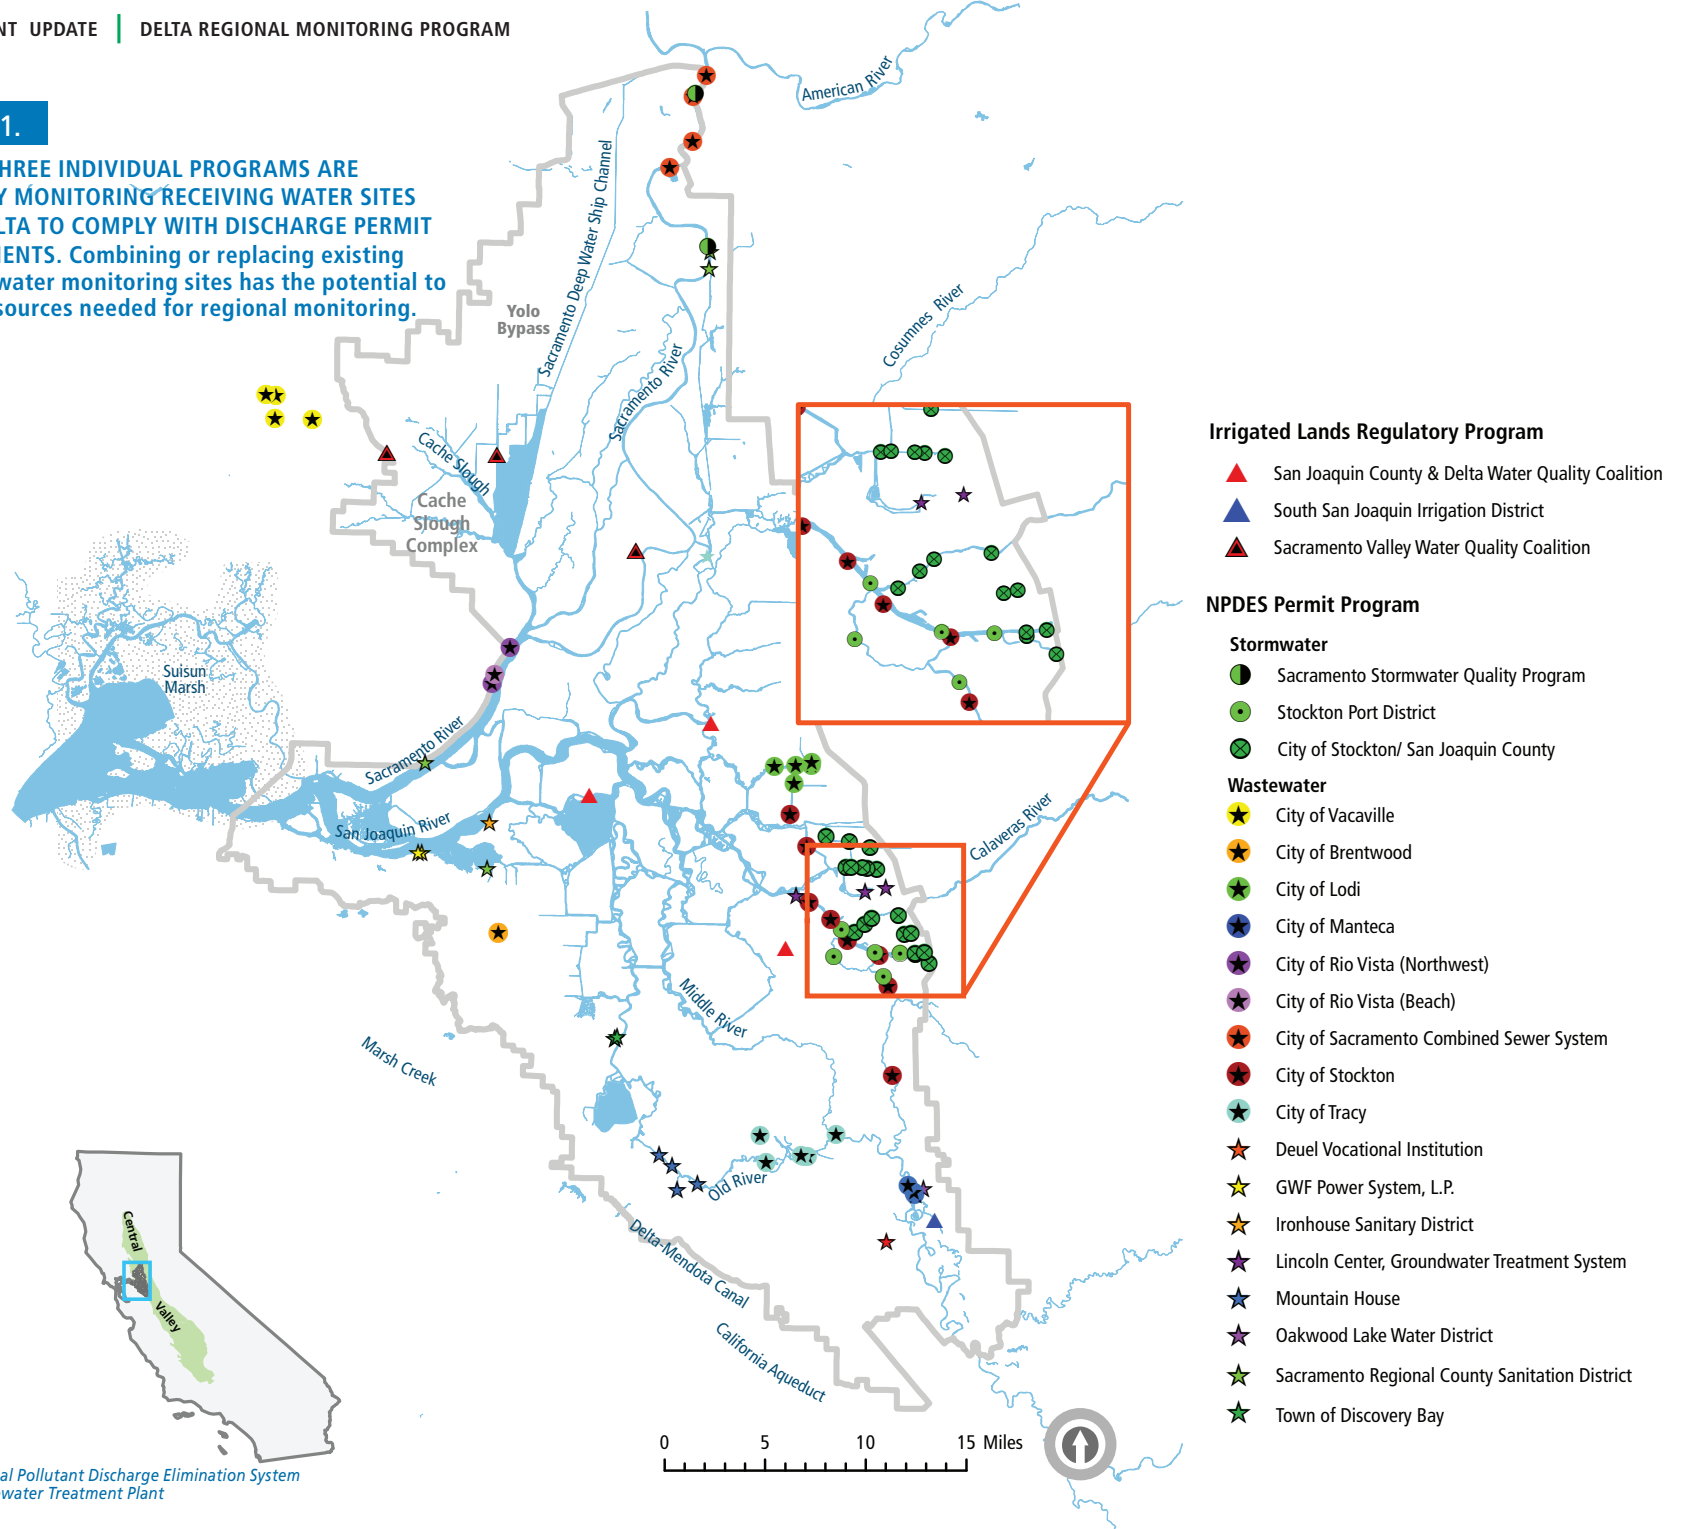 NT UPDATE | DELTA REGIONAL MONITORING PROGRAM
1.
HREE INDIVIDUAL PROGRAMS ARE
Y MONITORING RECEIVING WATER SITES
LTA TO COMPLY WITH DISCHARGE PERMIT
IENTS. Combining or replacing existing
water monitoring sites has the potential to
sources needed for regional monitoring.
American River
Sacramento Deep Water Ship Channel
Yolo
Bypass
Sacramento River
Cosumnes River
Cache Slough
Cache
Slough
Complex
Suisun
Marsh
Sacramento River
San Joaquin River
Calaveras River
Middle River
Marsh Creek
Old River
Delta-Mendota Canal
California Aqueduct
Central
Valley
0 5 10 15 Miles
Irrigated Lands Regulatory Program
San Joaquin County & Delta Water Quality Coalition
South San Joaquin Irrigation District
Sacramento Valley Water Quality Coalition
NPDES Permit Program
Stormwater
Sacramento Stormwater Quality Program
Stockton Port District
City of Stockton/ San Joaquin County
Wastewater
City of Vacaville
City of Brentwood
City of Lodi
City of Manteca
City of Rio Vista (Northwest)
City of Rio Vista (Beach)
City of Sacramento Combined Sewer System
City of Stockton
City of Tracy
Deuel Vocational Institution
GWF Power System, L.P.
Ironhouse Sanitary District
Lincoln Center, Groundwater Treatment System
Mountain House
Oakwood Lake Water District
Sacramento Regional County Sanitation District
Town of Discovery Bay
al Pollutant Discharge Elimination System
water Treatment Plant